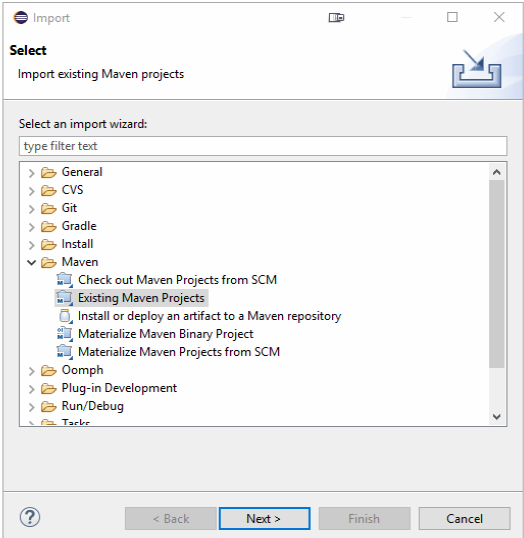 Import
Select
Import existing Maven projects
Select an import wizard:
type filter text
General
CVS
Git
Gradle
Install
Maven
Check out Maven Projects from SCM
Existing Maven Projects
Install or deploy an artifact to a Maven repository
Materialize Maven Binary Project
Materialize Maven Projects from SCM
Oomph
Plug-in Development
Run/Debug
Tasks
?
< Back
Next >
Finish
Cancel